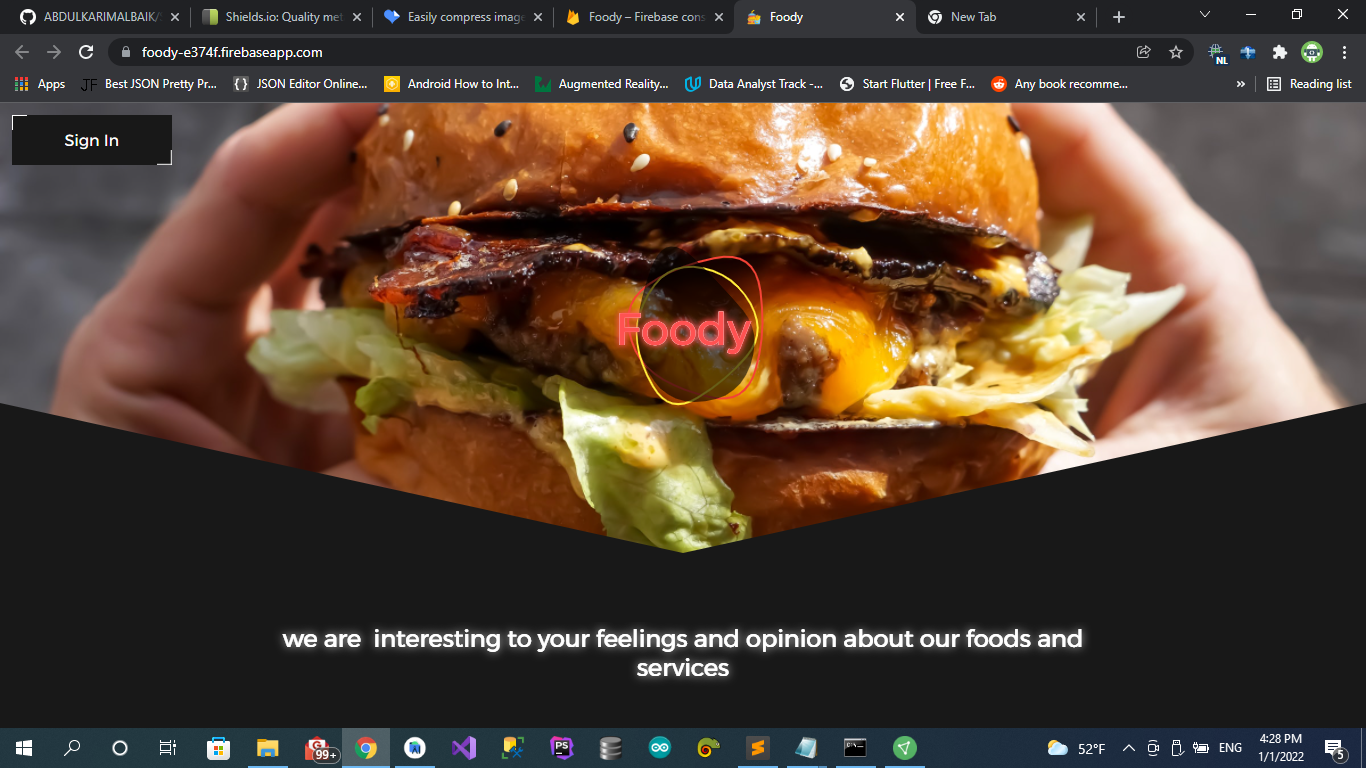 ABDULKARIMALBAIK/
Shields.io: Quality met
Easily compress image
Foody – Firebase cons
Foody
New Tab
foody-e374f.firebaseapp.com
Apps
JF Best JSON Pretty Pr...
{} JSON Editor Online...
Android How to Int...
Augmented Reality...
Data Analyst Track -...
Start Flutter | Free F...
Any book recomme...
»
Reading list
NL
Sign In
Foody
we are interesting to your feelings and opinion about our foods and
services
99+
PS
52°F
ENG
4:28 PM
1/1/2022
5